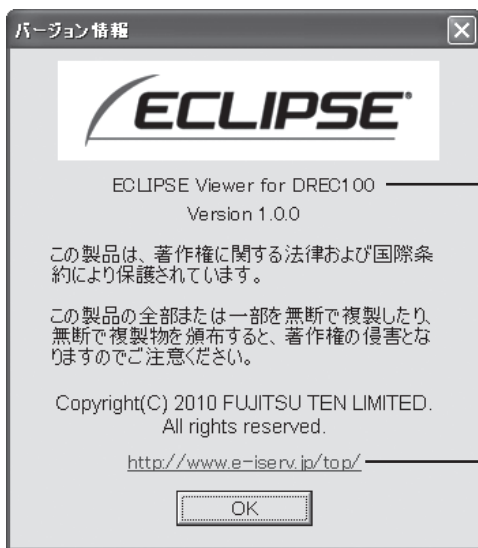 バージョン情報
ECLIPSE
ECLIPSE Viewer for DREC100
Version 1.0.0
この製品は、著作権に関する法律および国際条
約により保護されています。
この製品の全部または一部を無断で複製したり、
無断で複製物を頒布すると、著作権の侵害とな
りますのでご注意ください。
Copyright(C) 2010 FUJITSU TEN LIMITED.
All rights reserved.
http://www.e-iserv.jp/top/
OK